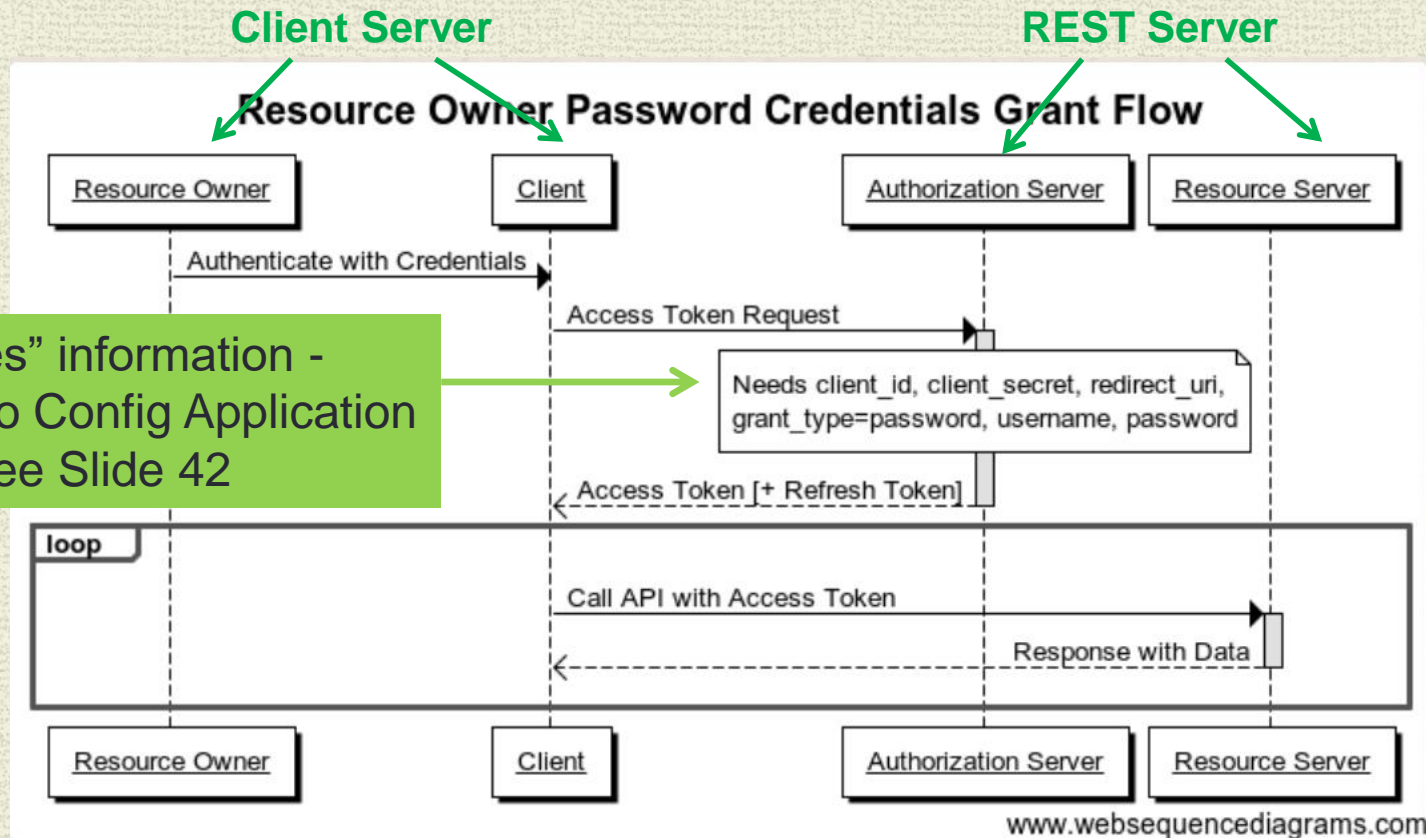 Client Server
REST Server
Resource Owner Password Credentials Grant Flow
Resource Owner
Client
Authorization Server
Resource Server
Authenticate with Credentials
Access Token Request
es” information -
o Config Application
ee Slide 42
Needs client_id, client_secret, redirect_uri,
grant_type=password, username, password
Access Token [+ Refresh Token]
loop
Call API with Access Token
Response with Data
Resource Owner
Client
Authorization Server
Resource Server
www.websequencediagrams.com